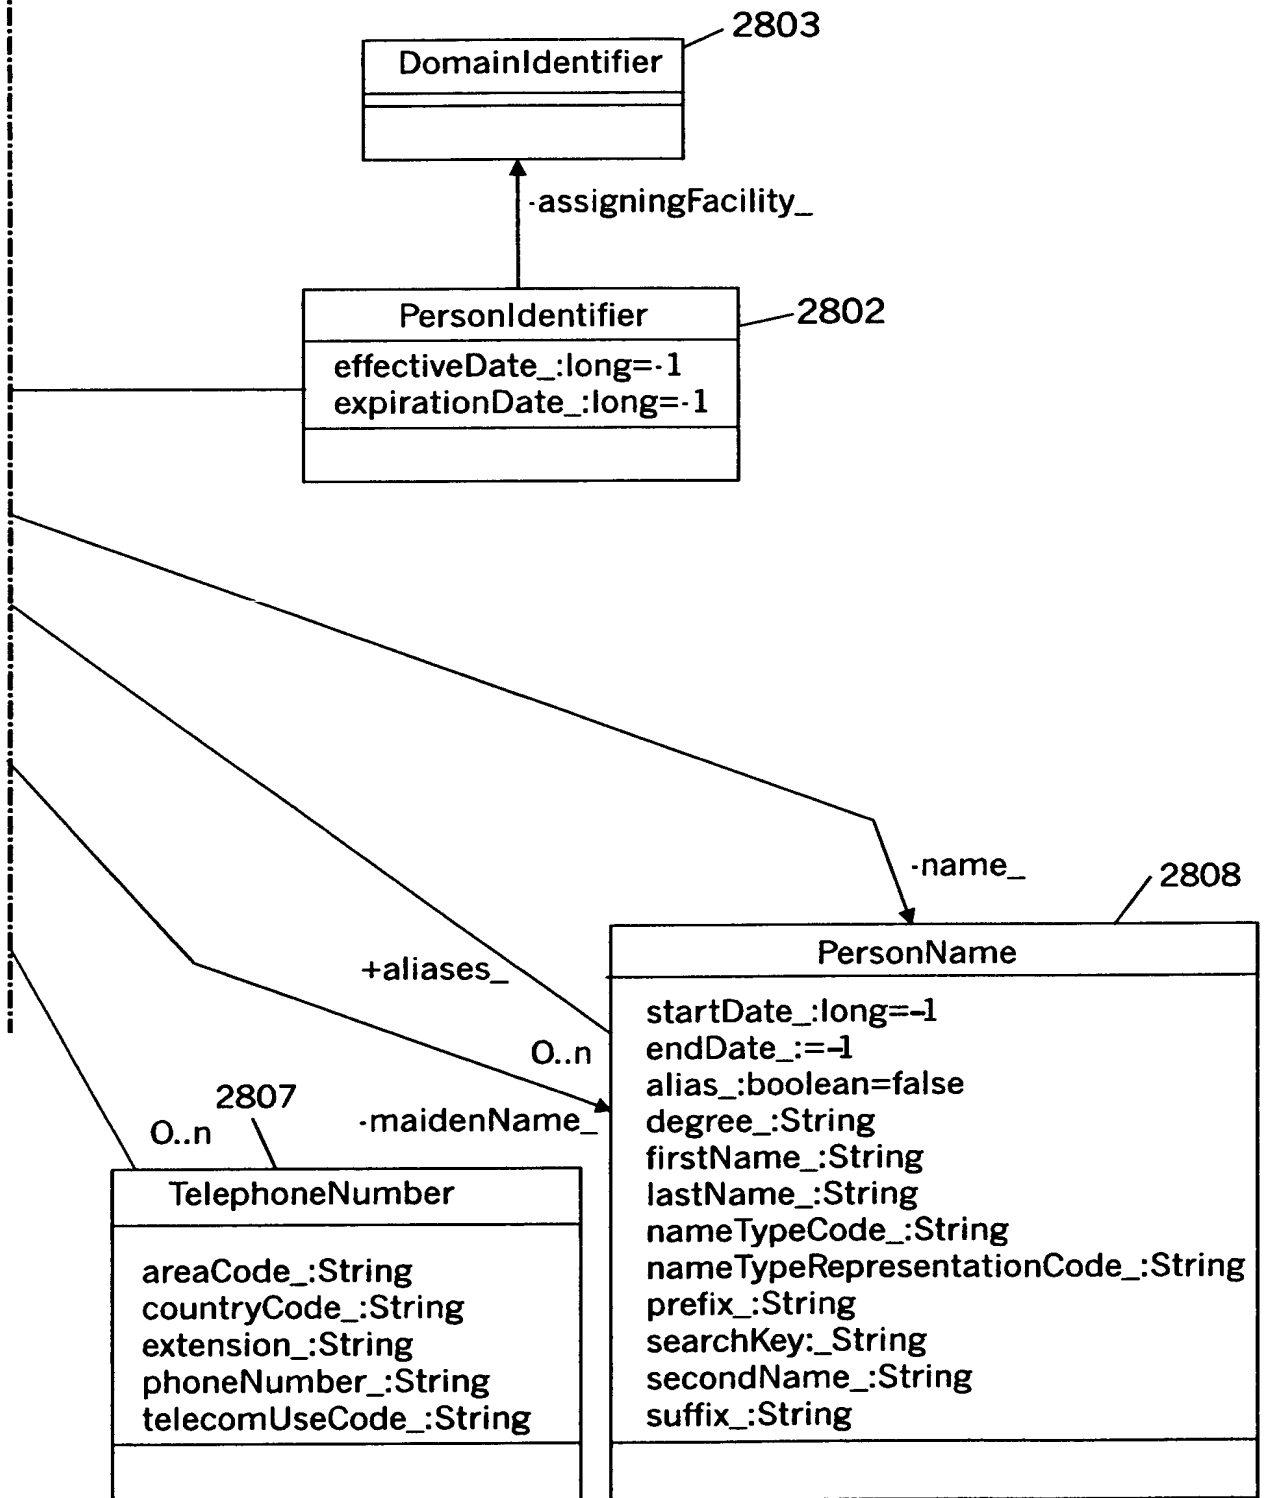 2803
DomainIdentifier
-assigningFacility_
2802
PersonIdentifier
effectiveDate_:long=-1
expirationDate_:long=-1
-name_
2808
PersonName
+aliases_
startDate_:long=-1
endDate_:=-1
O..n
alias_:boolean=false
2807
-maidenName_
degree_:String
O..n
firstName_:String
TelephoneNumber
lastName_:String
nameTypeCode_:String
nameTypeRepresentationCode_:String
prefix_:String
searchKey:_String
secondName_:String
suffix_:String
areaCode_:String
countryCode_:String
extension_:String
phoneNumber_:String
telecomUseCode_:String